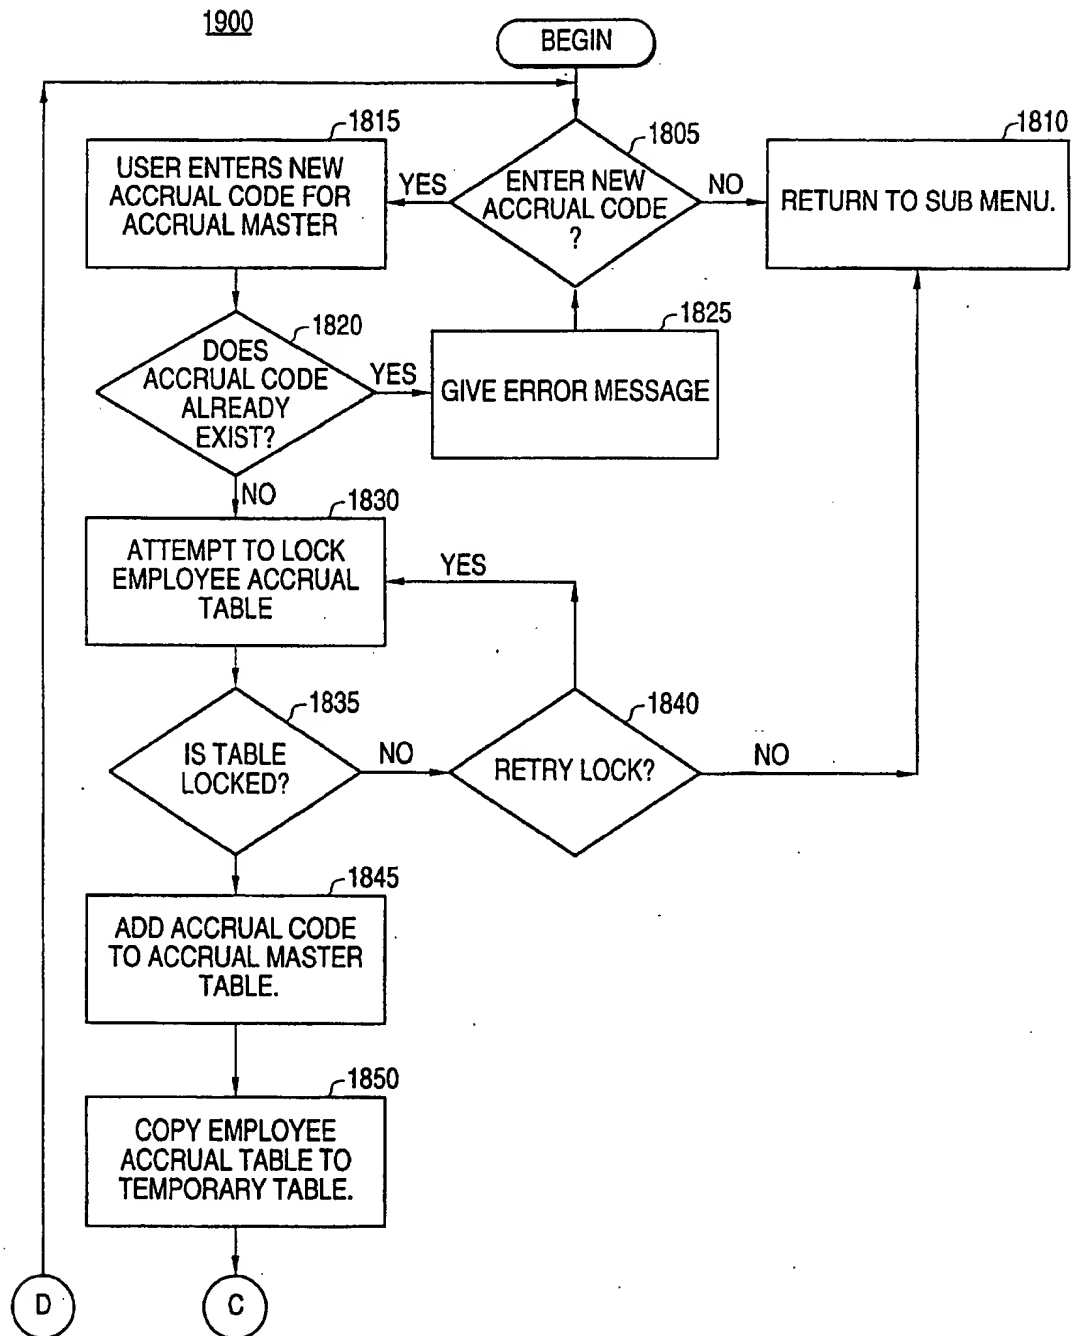 1900
BEGIN
1815
USER ENTERS NEW
ACCRUAL CODE FOR
ACCRUAL MASTER
YES
1805
ENTER NEW
ACCRUAL CODE
?
NO
1810
RETURN TO SUB MENU.
1820
DOES
ACCRUAL CODE
ALREADY
EXIST?
YES
1825
GIVE ERROR MESSAGE
NO
1830
ATTEMPT TO LOCK
EMPLOYEE ACCRUAL
TABLE
YES
1835
IS TABLE
LOCKED?
NO
1840
RETRY LOCK?
NO
1845
ADD ACCRUAL CODE
TO ACCRUAL MASTER
TABLE.
1850
COPY EMPLOYEE
ACCRUAL TABLE TO
TEMPORARY TABLE.
D
C